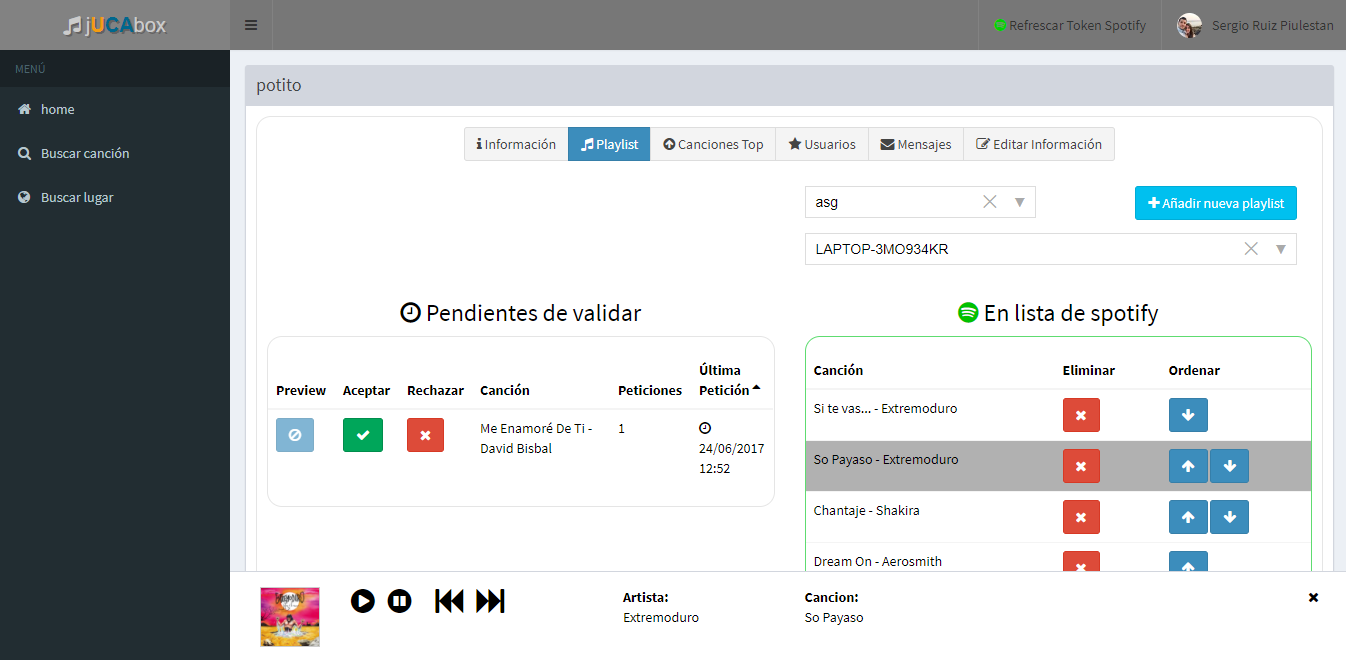 jUCAbox
Refrescar Token Spotify
Sergio Ruiz Piulestan
MENÚ
home
Buscar canción
Buscar lugar
potito
Información
Playlist
Canciones Top
Usuarios
Mensajes
Editar Información
asg
Añadir nueva playlist
LAPTOP-3MO934KR
Pendientes de validar
Preview
Aceptar
Rechazar
Canción
Peticiones
Última
Petición
Me Enamoré De Ti -
David Bisbal
1
24/06/2017
12:52
En lista de spotify
Canción
Eliminar
Ordenar
Si te vas... - Extremoduro
So Payaso - Extremoduro
Chantaje - Shakira
Dream On - Aerosmith
Artista:
Extremoduro
Cancion:
So Payaso